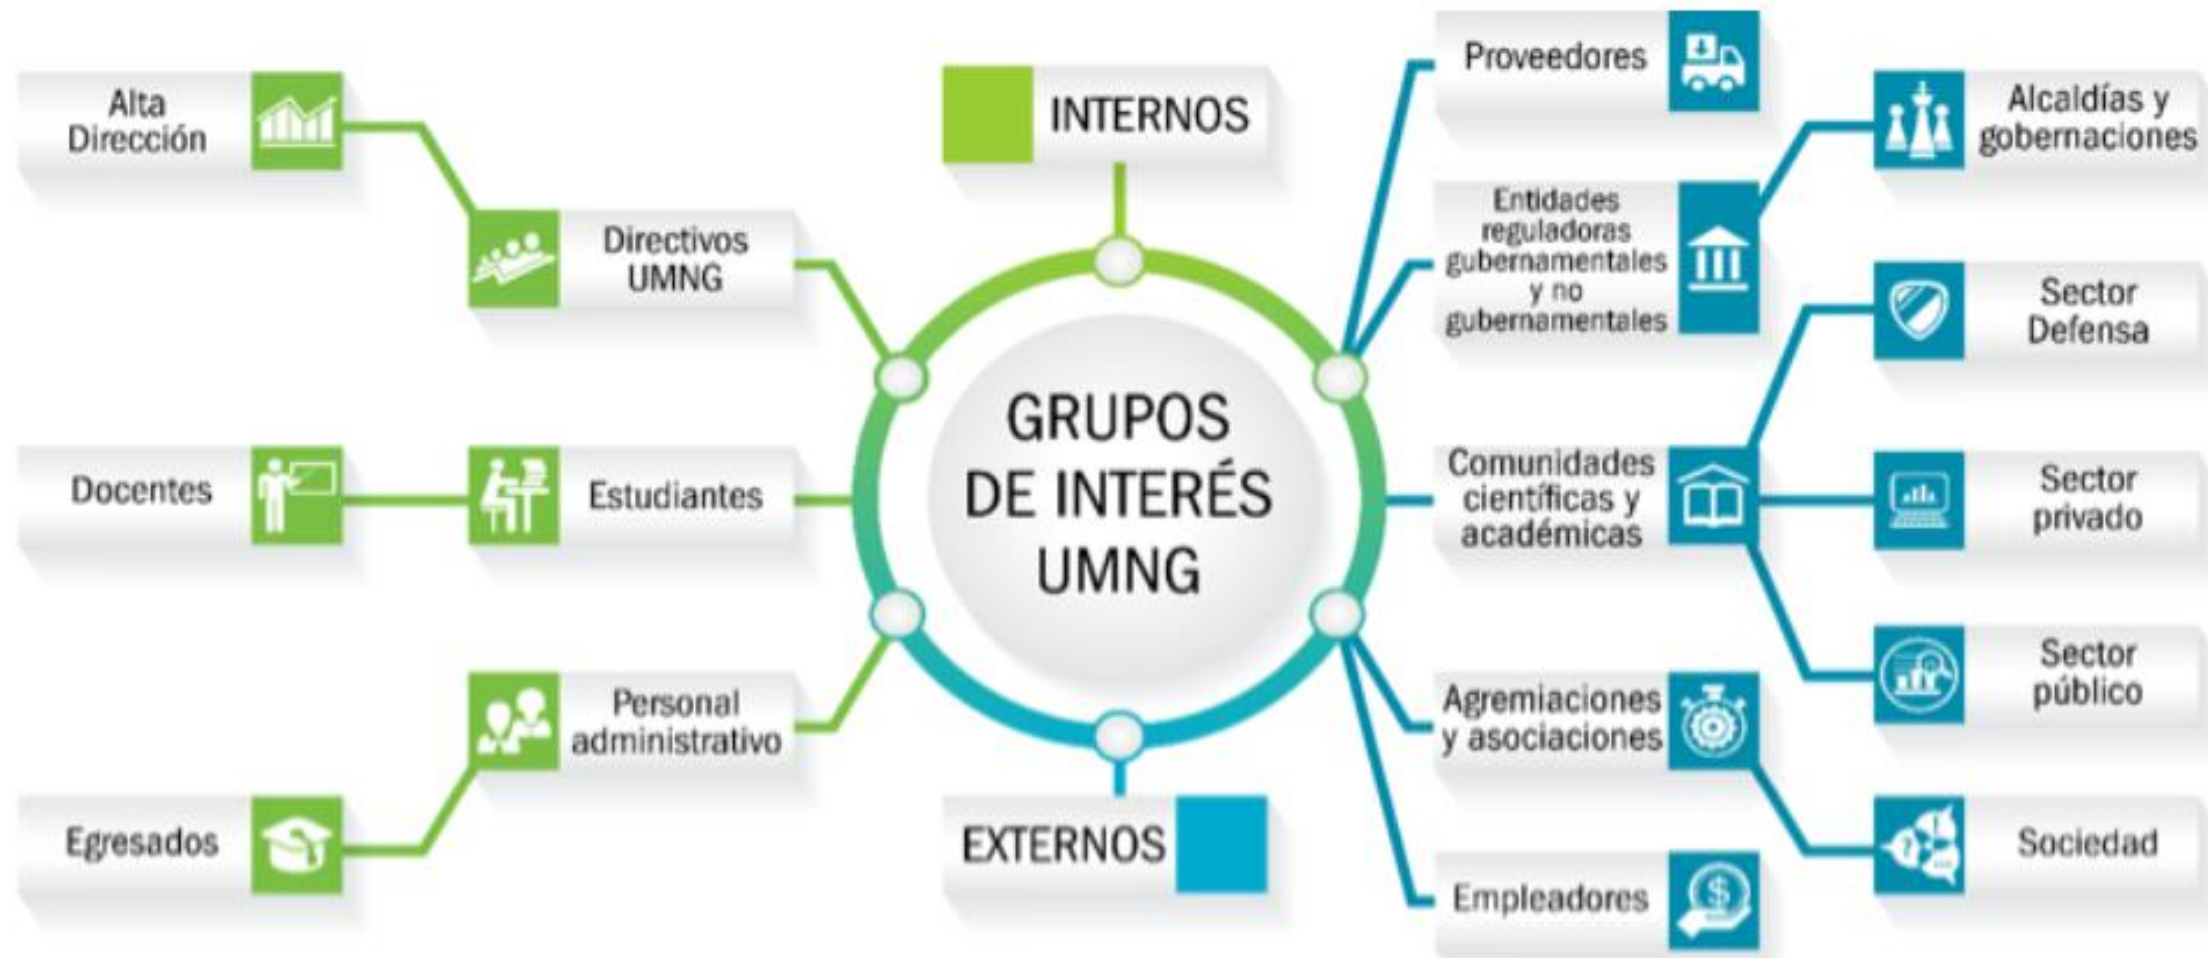 Alta
Dirección
Directivos
UMNG
Docentes
Estudiantes
Personal
administrativo
Egresados
INTERNOS
GRUPOS
DE INTERÉS
UMNG
EXTERNOS
Proveedores
Entidades
reguladoras
gubernamentales
y no
gubernamentales
Comunidades
científicas y
académicas
Agremiaciones
y asociaciones
Empleadores
Alcaldías y
gobernaciones
Sector
Defensa
Sector
privado
Sector
público
Sociedad